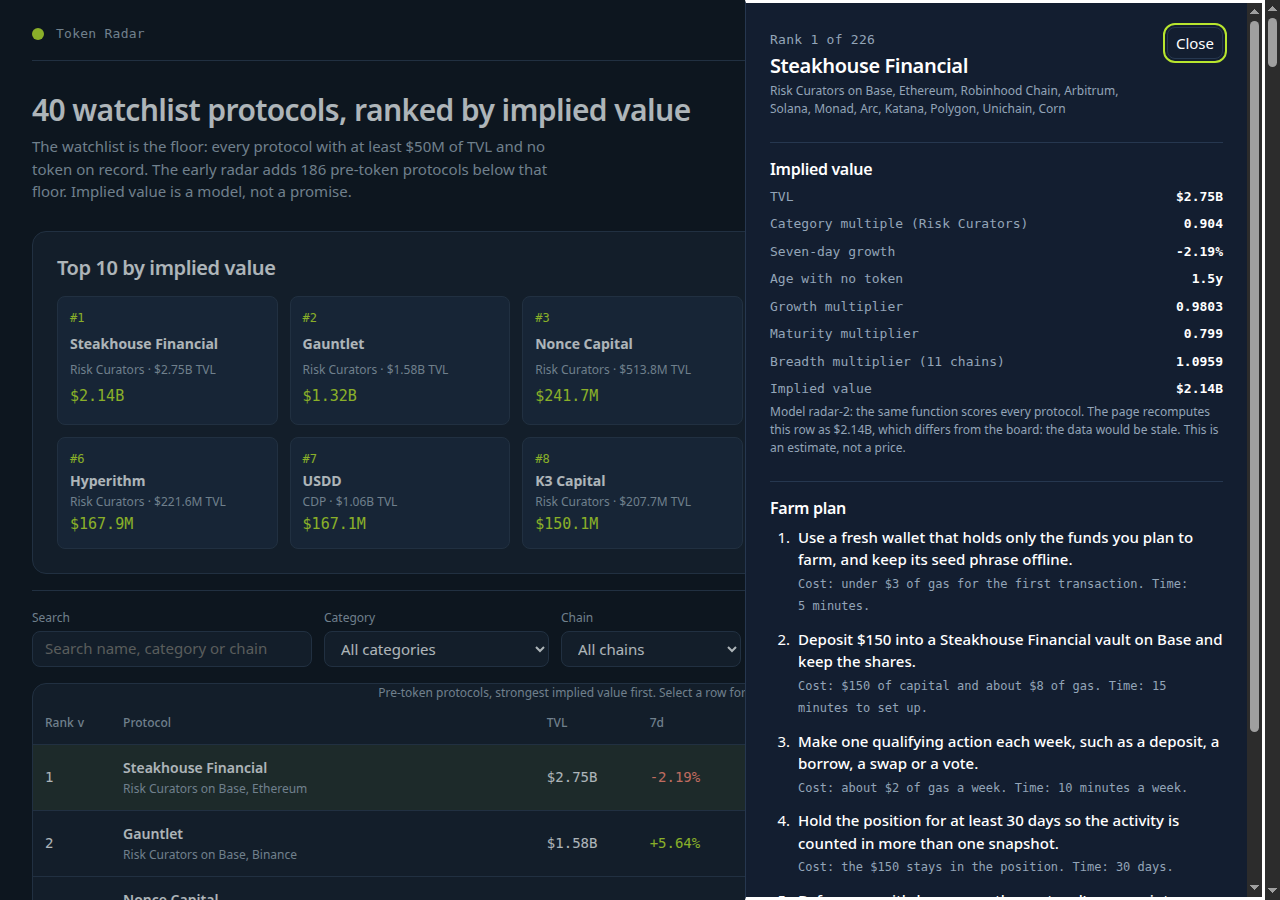 Token Radar
40 watchlist protocols, ranked by implied value
The watchlist is the floor: every protocol with at least $50M of TVL and no
token on record. The early radar adds 186 pre-token protocols below that
floor. Implied value is a model, not a promise.
Top 10 by implied value
#1
Steakhouse Financial
Risk Curators · $2.75B TVL
$2.14B
#2
Gauntlet
Risk Curators · $1.58B TVL
$1.32B
#3
Nonce Capital
Risk Curators · $513.8M TVL
$241.7M
#6
Hyperithm
Risk Curators · $221.6M TVL
$167.9M
#7
USDD
CDP · $1.06B TVL
$167.1M
#8
K3 Capital
Risk Curators · $207.7M TVL
$150.1M
Search
Search name, category or chain
Category
All categories
Chain
All chains
Pre-token protocols, strongest implied value first. Select a row for
Rank v Protocol TVL 7d
1 Steakhouse Financial $2.75B -2.19%
Risk Curators on Base, Ethereum
2 Gauntlet $1.58B +5.64%
Risk Curators on Base, Binance
Nonce Capital
Rank 1 of 226
Close
Steakhouse Financial
Risk Curators on Base, Ethereum, Robinhood Chain, Arbitrum,
Solana, Monad, Arc, Katana, Polygon, Unichain, Corn
Implied value
TVL $2.75B
Category multiple (Risk Curators) 0.904
Seven-day growth -2.19%
Age with no token 1.5y
Growth multiplier 0.9803
Maturity multiplier 0.799
Breadth multiplier (11 chains) 1.0959
Implied value $2.14B
Model radar-2: the same function scores every protocol. The page recomputes
this row as $2.14B, which differs from the board: the data would be stale. This is
an estimate, not a price.
Farm plan
1. Use a fresh wallet that holds only the funds you plan to
farm, and keep its seed phrase offline.
Cost: under $3 of gas for the first transaction. Time:
5 minutes.
2. Deposit $150 into a Steakhouse Financial vault on Base and
keep the shares.
Cost: $150 of capital and about $8 of gas. Time: 15
minutes to set up.
3. Make one qualifying action each week, such as a deposit, a
borrow, a swap or a vote.
Cost: about $2 of gas a week. Time: 10 minutes a week.
4. Hold the position for at least 30 days so the activity is
counted in more than one snapshot.
Cost: the $150 stays in the position. Time: 30 days.